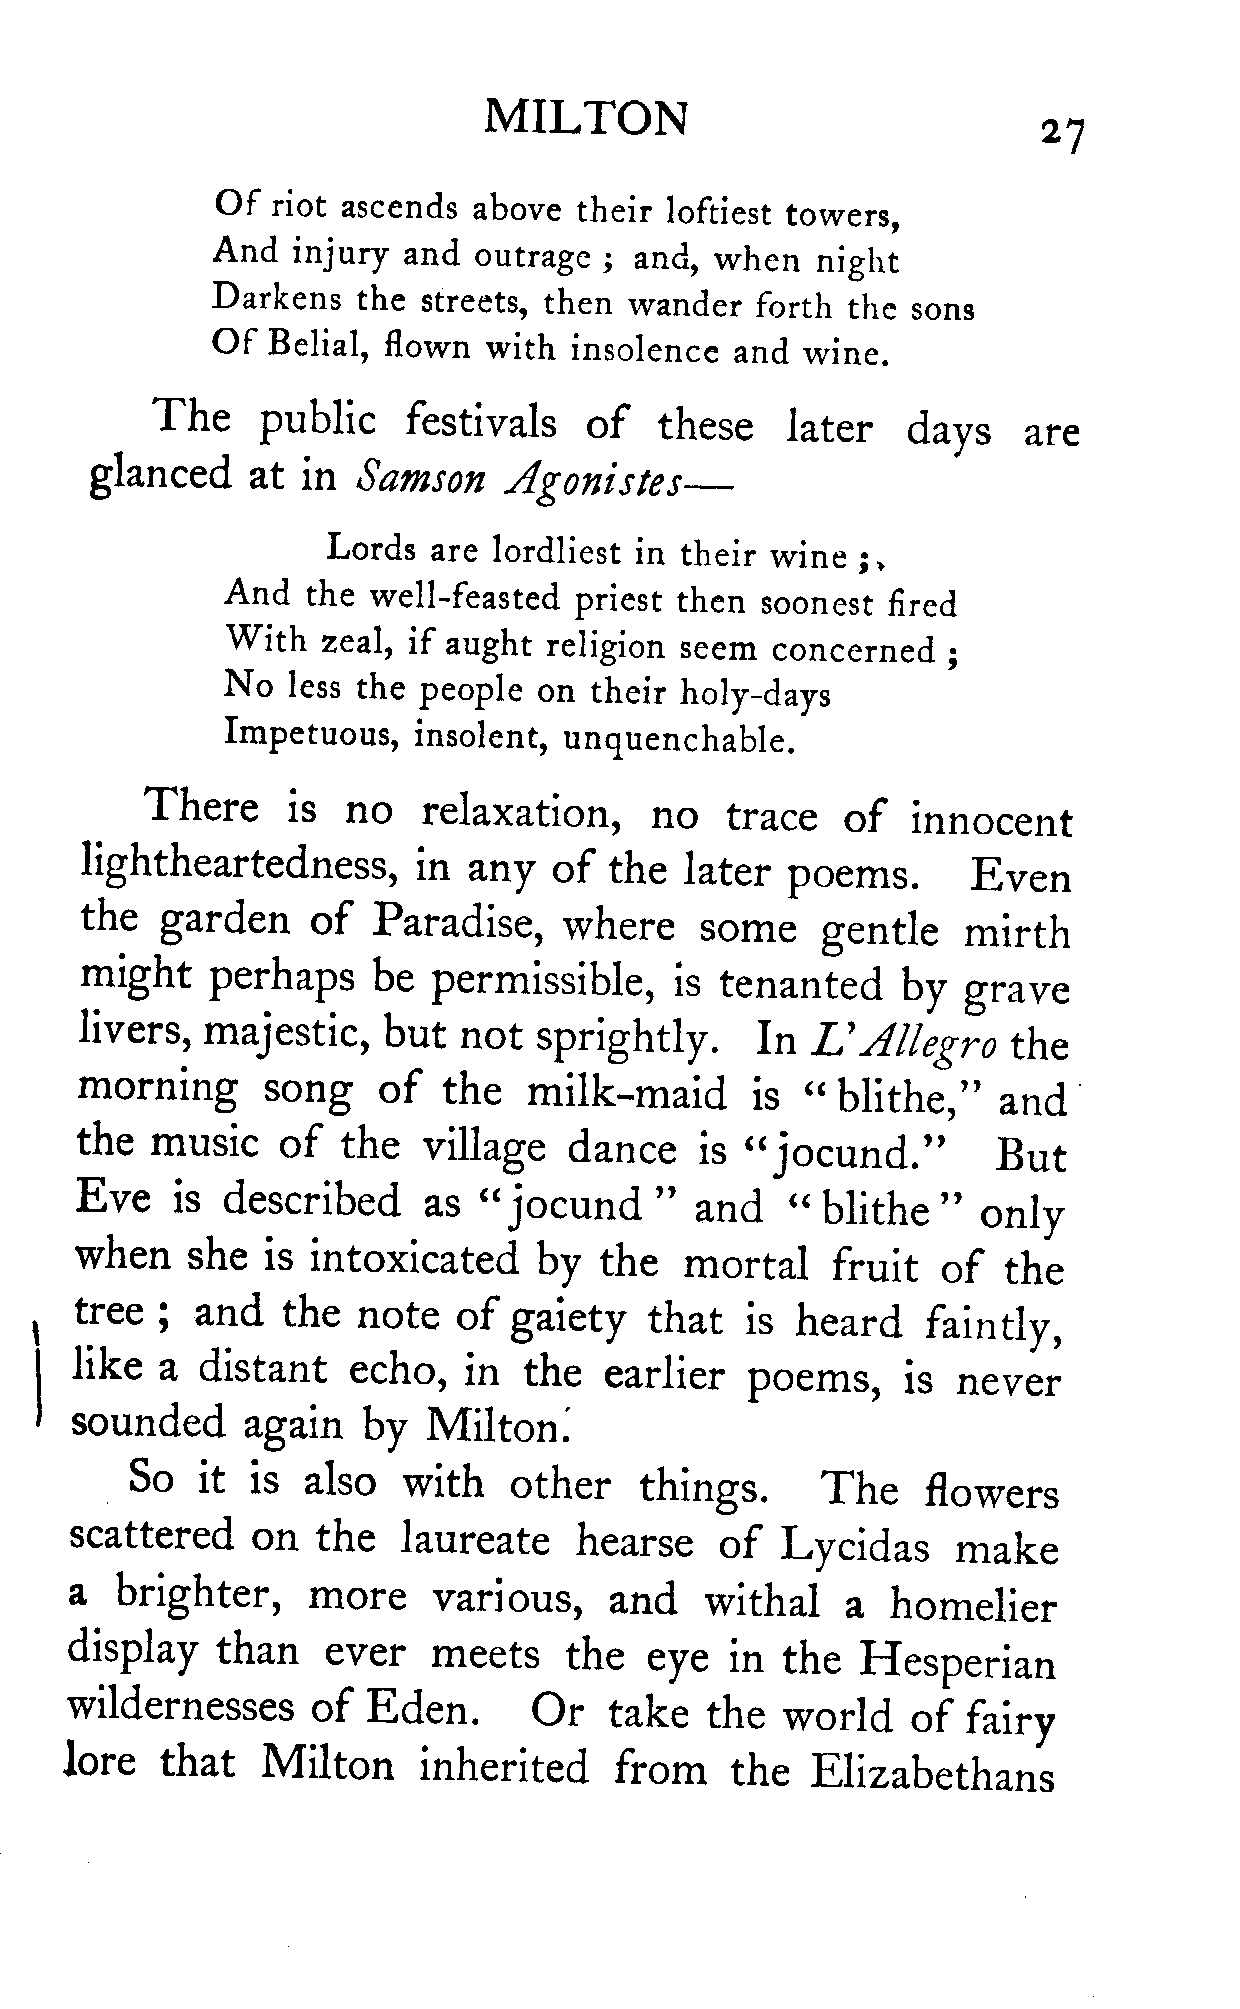 MILTON 27
Of riot ascends above their loftiest towers,
And injury and outrage ; and, when night
Darkens the streets, then wander forth the sons
Of Belial, flown with insolence and wine.
The public festivals of these later days are
glanced at in Samson Agonistes—
Lords are lordliest in their wine ;
And the well-feasted priest then soonest fired
With zeal, if aught religion seem concerned ;
No less the people on their holy-days
Impetuous, insolent, unquenchable.
There is no relaxation, no trace of innocent
lightheartedness, in any of the later poems. Even
the garden of Paradise, where some gentle mirth
might perhaps be permissible, is tenanted by grave
livers, majestic, but not sprightly. In L'Allegro the
morning song of the milk-maid is “ blithe,” and
the music of the village dance is “ jocund.” But
Eve is described as “ jocund ” and “ blithe ” only
when she is intoxicated by the mortal fruit of the
tree ; and the note of gaiety that is heard faintly,
like a distant echo, in the earlier poems, is never
sounded again by Milton.
So it is also with other things. The flowers
scattered on the laureate hearse of Lycidas make
a brighter, more various, and withal a homelier
display than ever meets the eye in the Hesperian
wildernesses of Eden. Or take the world of fairy
lore that Milton inherited from the Elizabethans